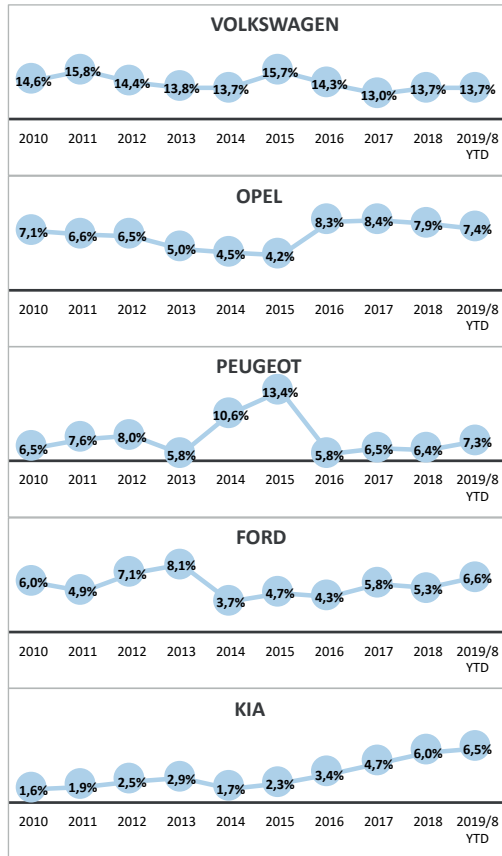 VOLKSWAGEN
14,6% 15,8% 14,4% 13,8% 13,7% 15,7% 14,3% 13,0% 13,7% 13,7%
2010 2011 2012 2013 2014 2015 2016 2017 2018 2019/8
YTD
OPEL
7,1% 6,6% 6,5% 5,0% 4,5% 4,2% 8,3% 8,4% 7,9% 7,4%
2010 2011 2012 2013 2014 2015 2016 2017 2018 2019/8
YTD
PEUGEOT
6,5% 7,6% 8,0% 5,8% 10,6% 13,4% 5,8% 6,5% 6,4% 7,3%
2010 2011 2012 2013 2014 2015 2016 2017 2018 2019/8
YTD
FORD
6,0% 4,9% 7,1% 8,1% 3,7% 4,7% 4,3% 5,8% 5,3% 6,6%
2010 2011 2012 2013 2014 2015 2016 2017 2018 2019/8
YTD
KIA
1,6% 1,9% 2,5% 2,9% 1,7% 2,3% 3,4% 4,7% 6,0% 6,5%
2010 2011 2012 2013 2014 2015 2016 2017 2018 2019/8
YTD